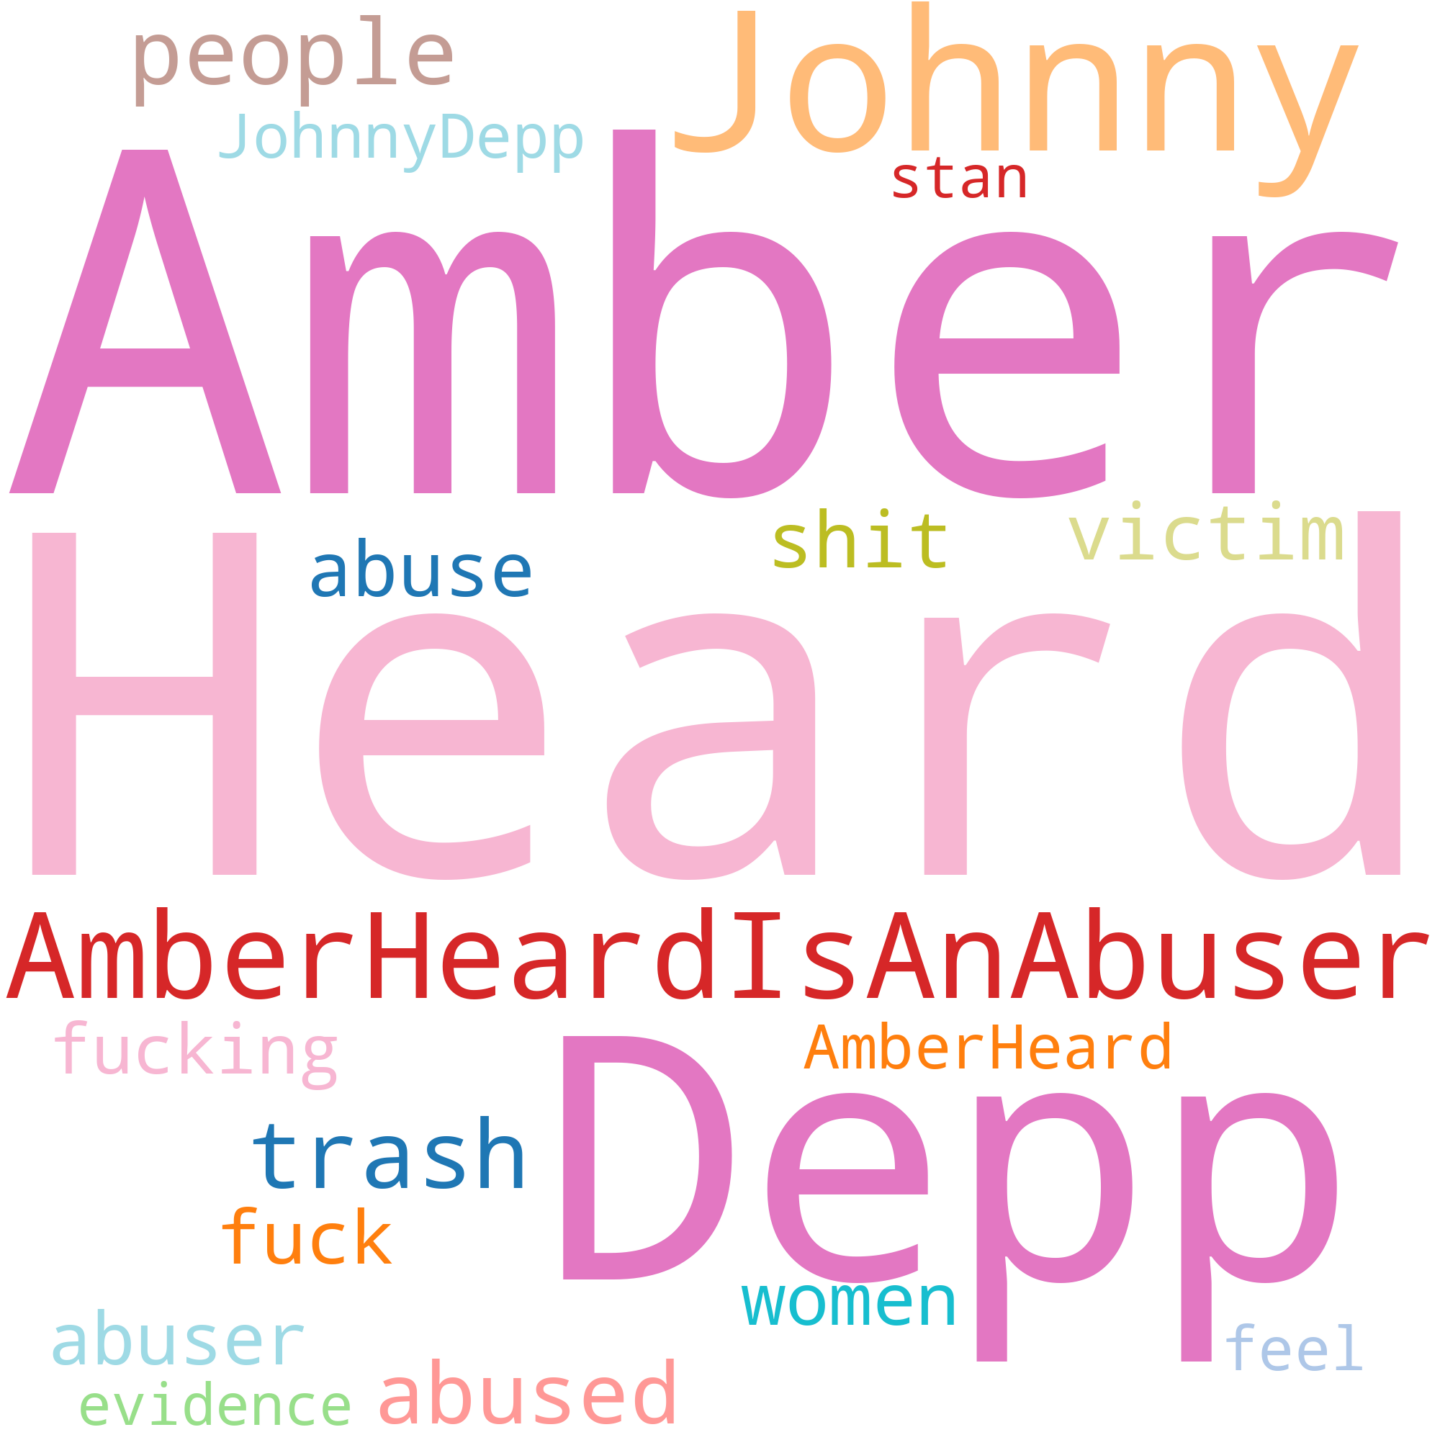 people
Johnny
JohnnyDepp
stan
Amber
shit
victim
abuse
Heard
AmberHeardIsAnAbuser
fucking
AmberHeard
trash
Depp
fuck
women
abuser
feel
evidence
abused